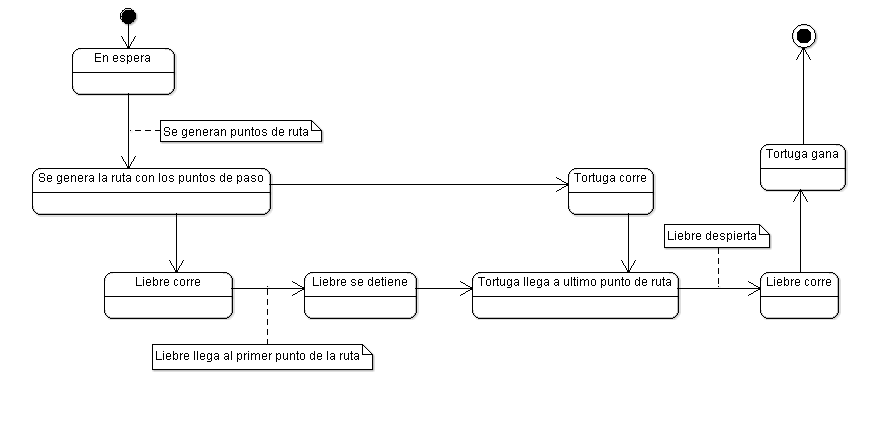 En espera
Se generan puntos de ruta
Tortuga gana
Se genera la ruta con los puntos de paso
Tortuga corre
Liebre despierta
Liebre corre
Liebre se detiene
Tortuga llega a ultimo punto de ruta
Liebre corre
Liebre llega al primer punto de la ruta